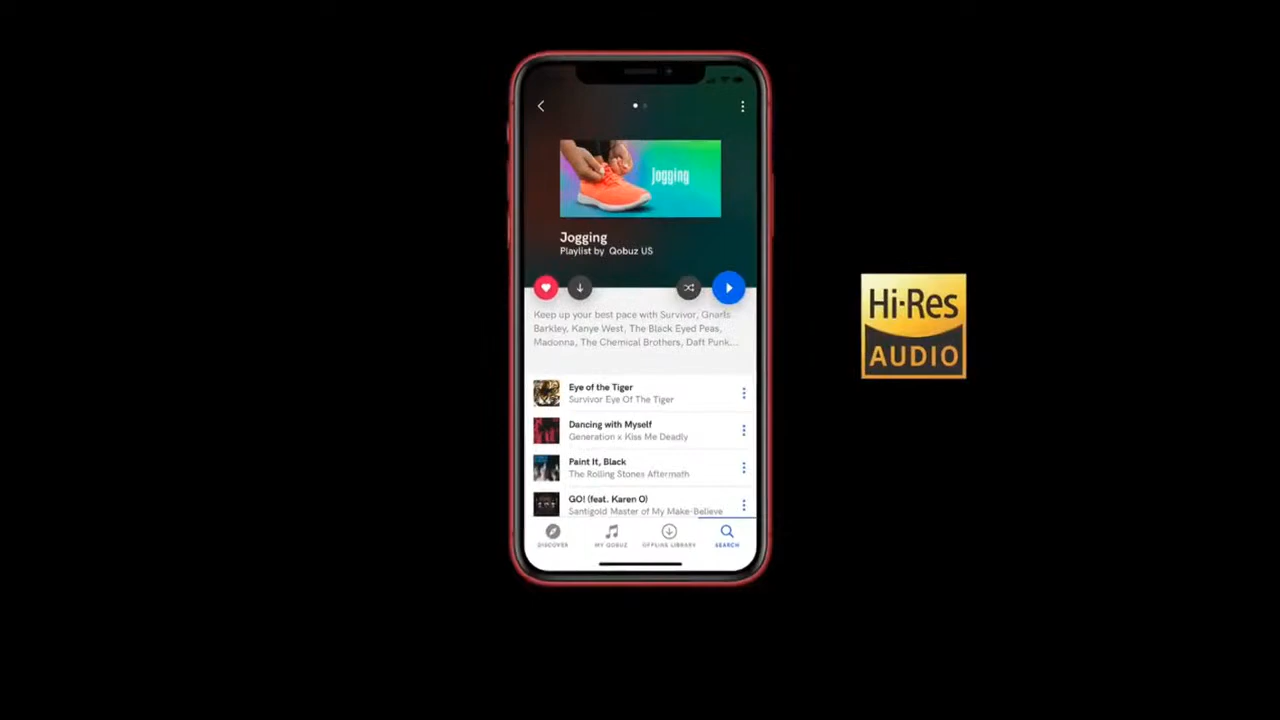 Jogging
Jogging
Playlist by Qobuz US
Keep up your best pace with Survivor, Gnarls
Barkley, Kanye West, The Black Eyed Peas,
Madonna, The Chemical Brothers, Daft Punk...
Eye of the Tiger
Survivor Eye Of The Tiger
Dancing with Myself
Generation x Kiss Me Deadly
Paint It, Black
The Rolling Stones Aftermath
GO! (feat. Karen O)
Santigold Master of My Make-Believe
DISCOVER
MY QOBUZ
OFFLINE LIBRARY
SEARCH
Hi-Res
AUDIO